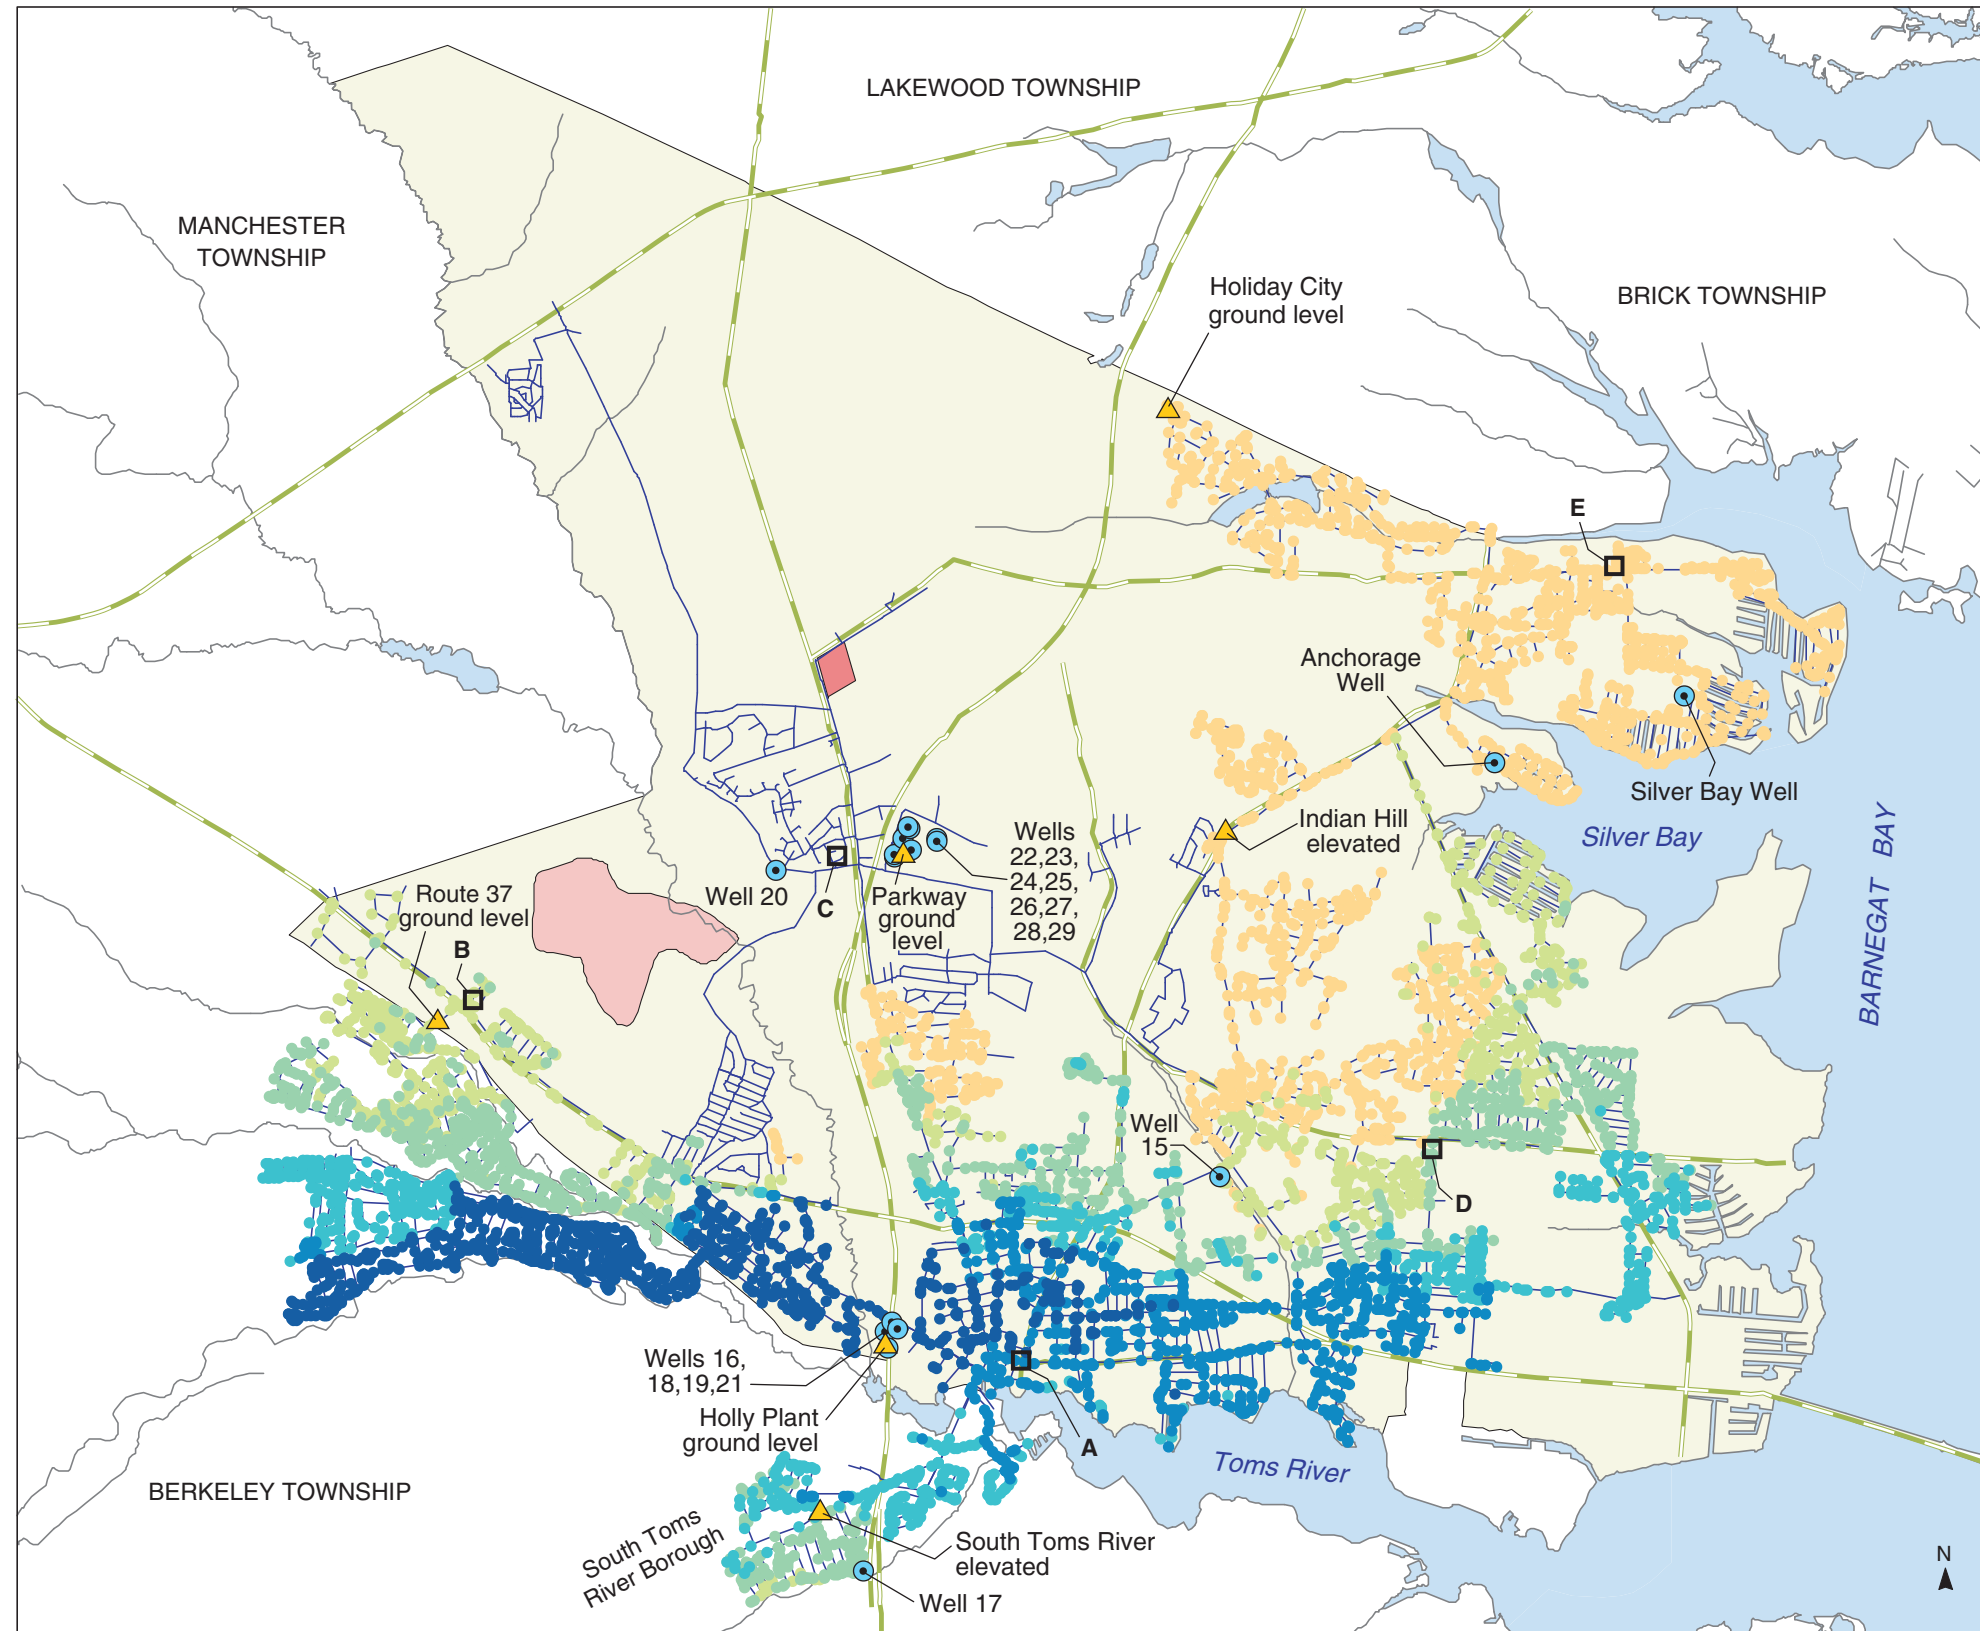 LAKEWOOD TOWNSHIP
MANCHESTER
TOWNSHIP
Holiday City
ground level
BRICK TOWNSHIP
E
Anchorage
Well
Silver Bay Well
Indian Hill
elevated
Silver Bay
BARNEGAT BAY
Wells
22,23,
24,25,
26,27,
28,29
Well 20
C
Parkway
ground
level
Route 37
ground level
B
Well
15
D
Wells 16,
18,19,21
Holly Plant
ground level
A
Toms River
BERKELEY TOWNSHIP
South Toms
River Borough
South Toms River
elevated
Well 17
N